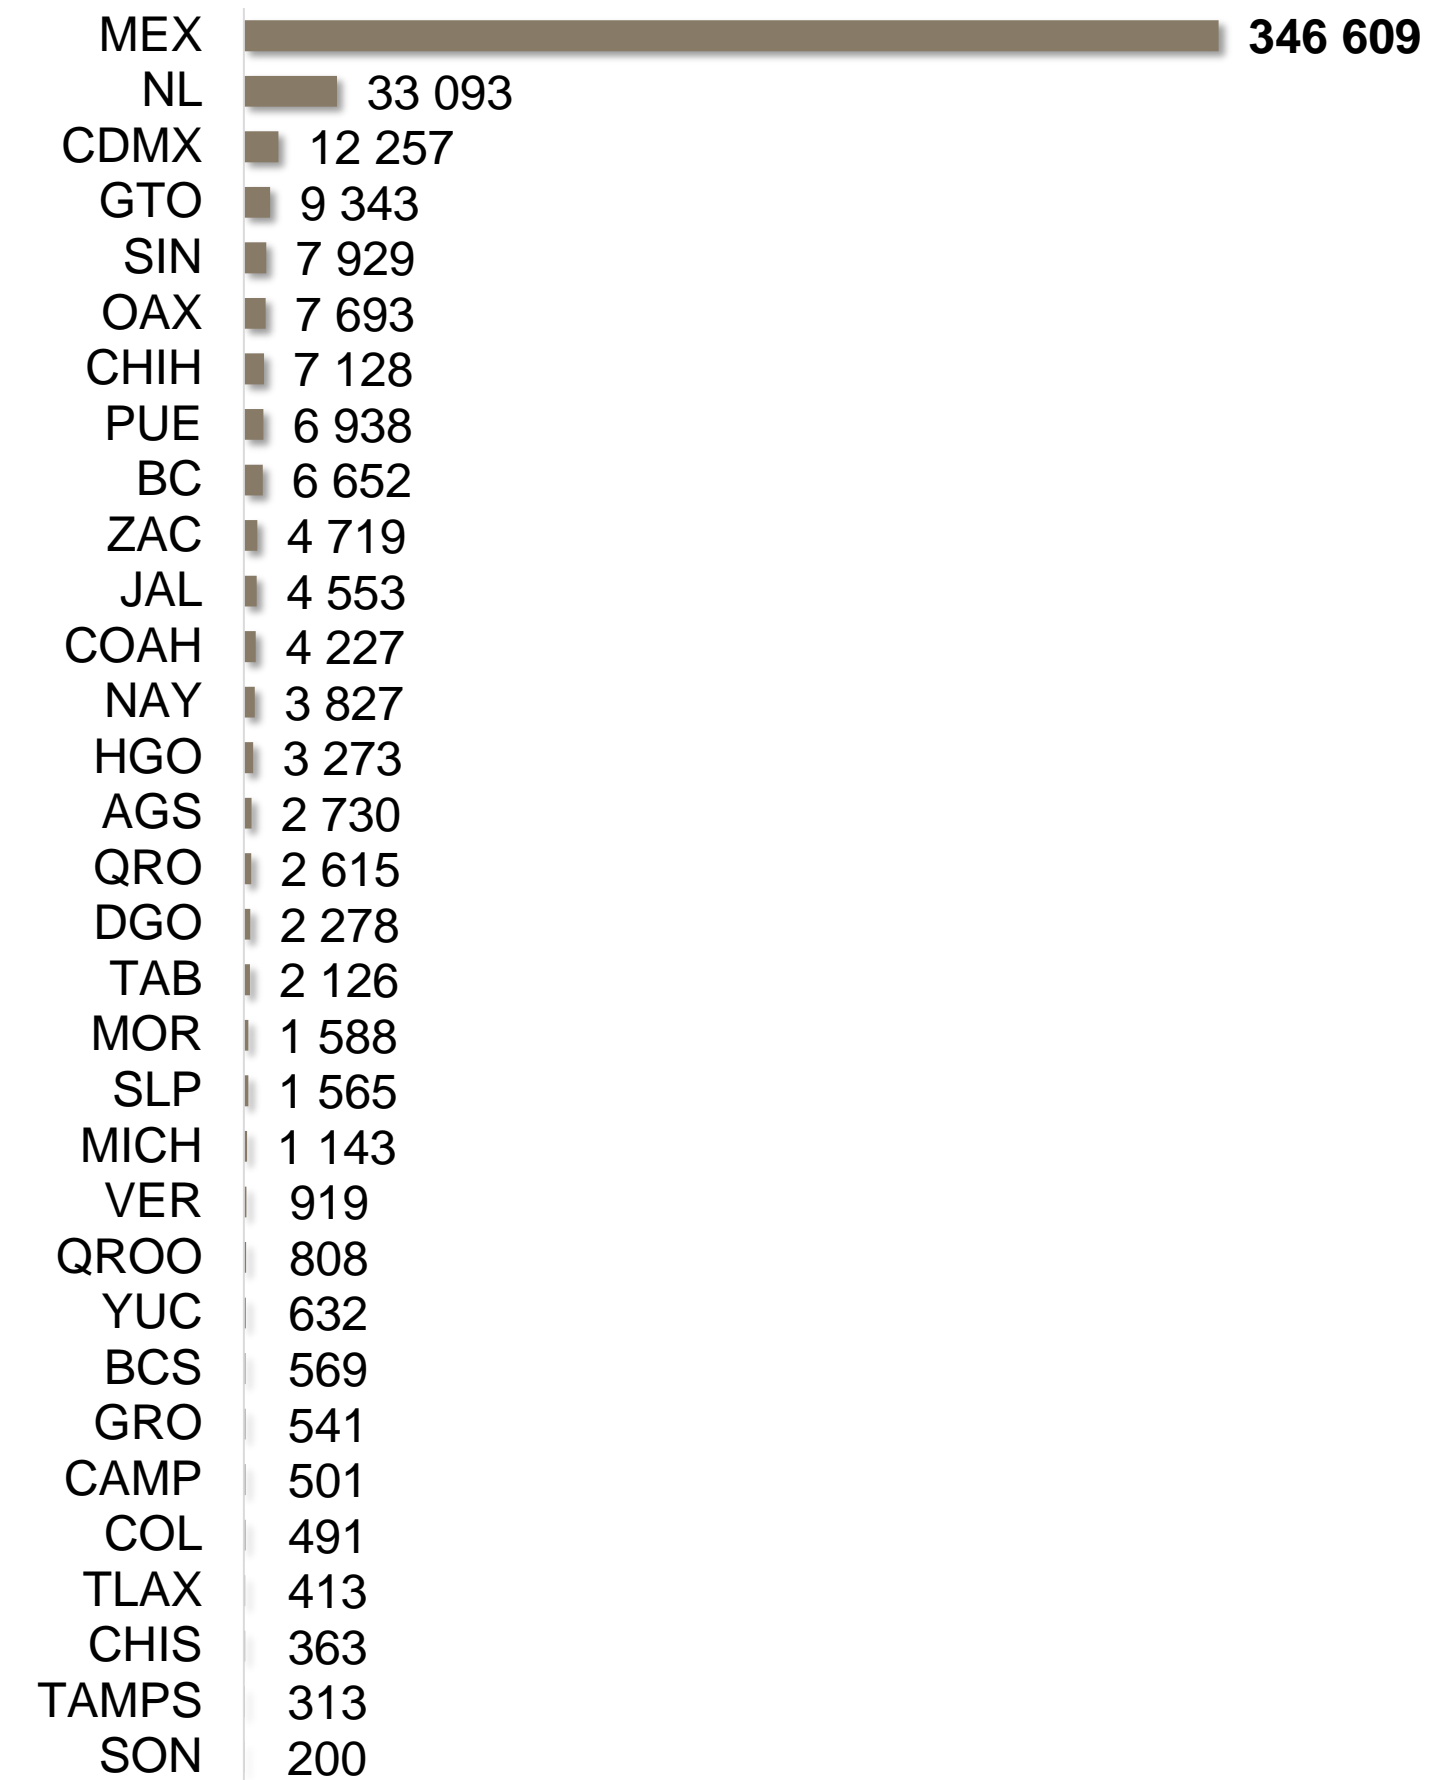 MEX 346 609
NL 33 093
CDMX 12 257
GTO 9 343
SIN 7 929
OAX 7 693
CHIH 7 128
PUE 6 938
BC 6 652
ZAC 4 719
JAL 4 553
COAH 4 227
NAY 3 827
HGO 3 273
AGS 2 730
QRO 2 615
DGO 2 278
TAB 2 126
MOR 1 588
SLP 1 565
MICH 1 143
VER 919
QROO 808
YUC 632
BCS 569
GRO 541
CAMP 501
COL 491
TLAX 413
CHIS 363
TAMPS 313
SON 200